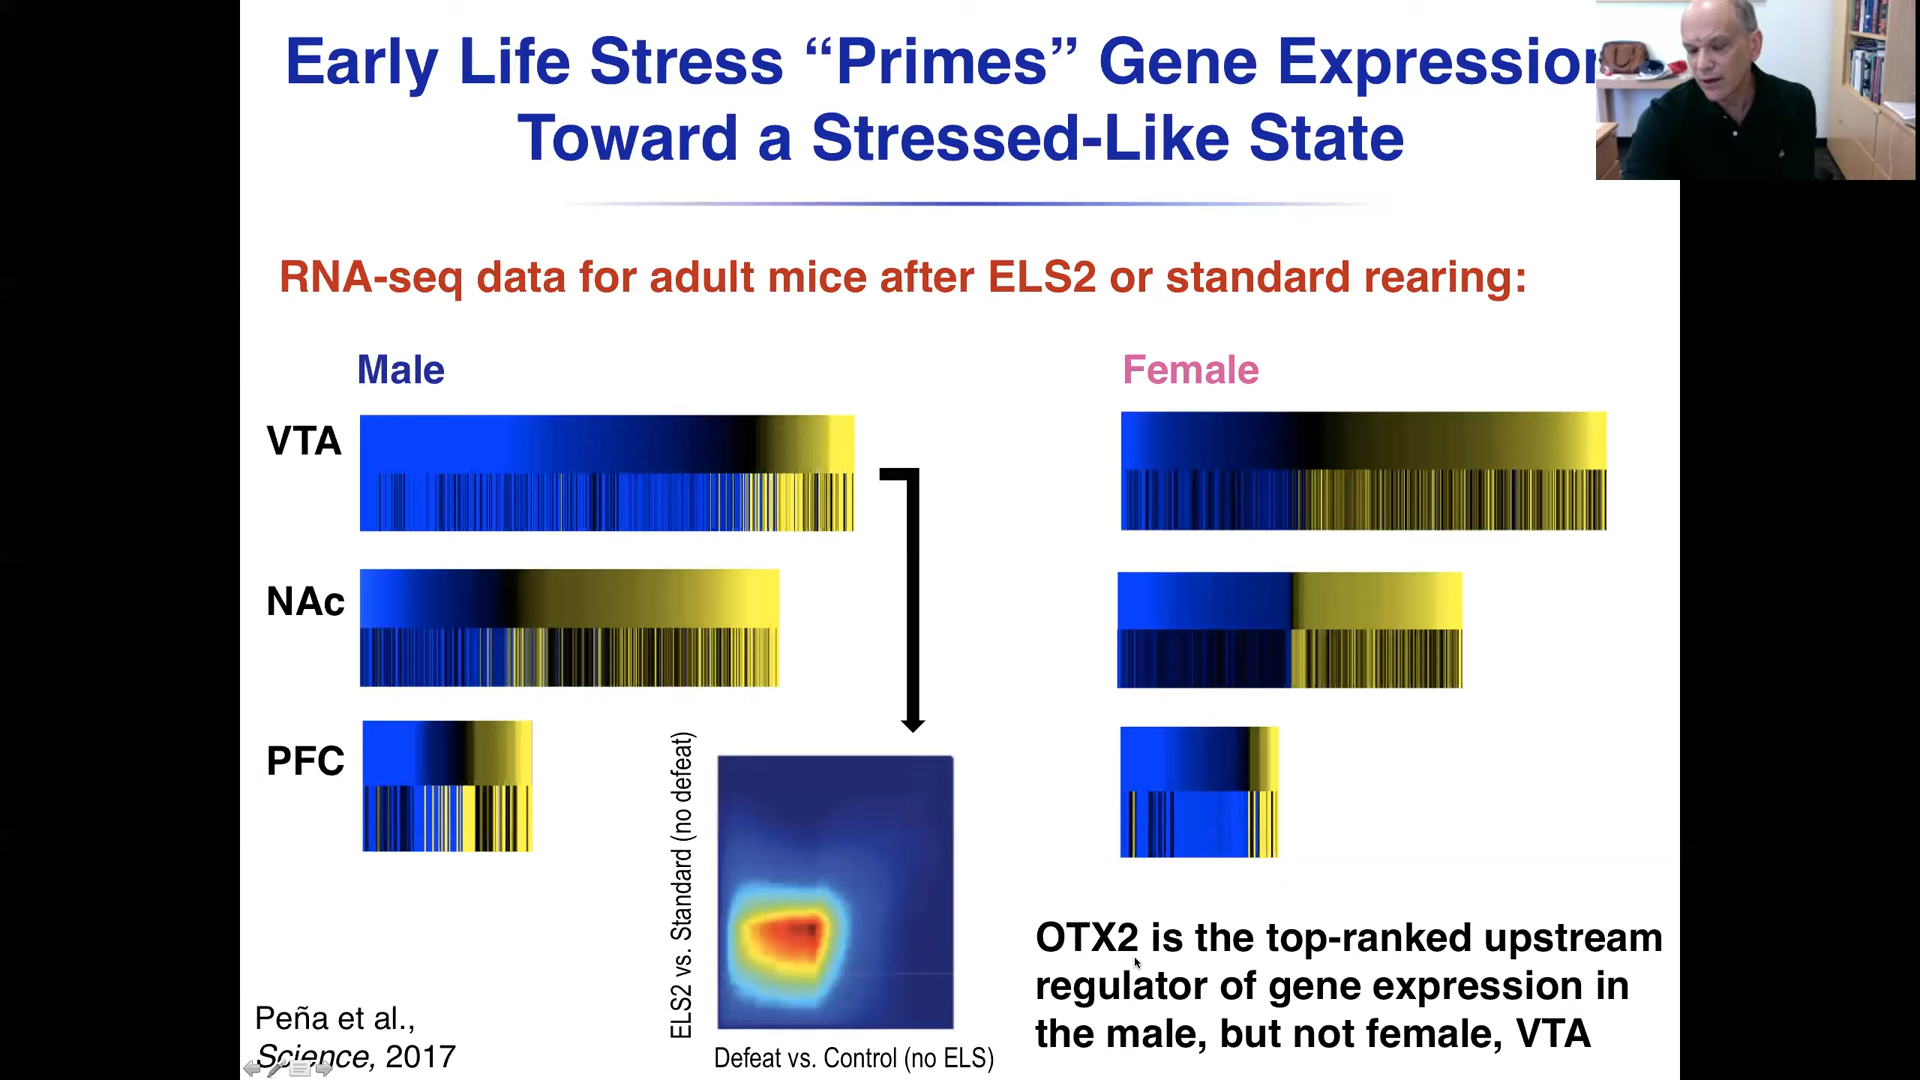 Early Life Stress “Primes” Gene Expression
Toward a Stressed-Like State
RNA-seq data for adult mice after ELS2 or standard rearing:
Male
Female
VTA
NAc
PFC
ELS2 vs. Standard (no defeat)
Defeat vs. Control (no ELS)
OTX2 is the top-ranked upstream
regulator of gene expression in
the male, but not female, VTA
Peña et al.,
Science, 2017